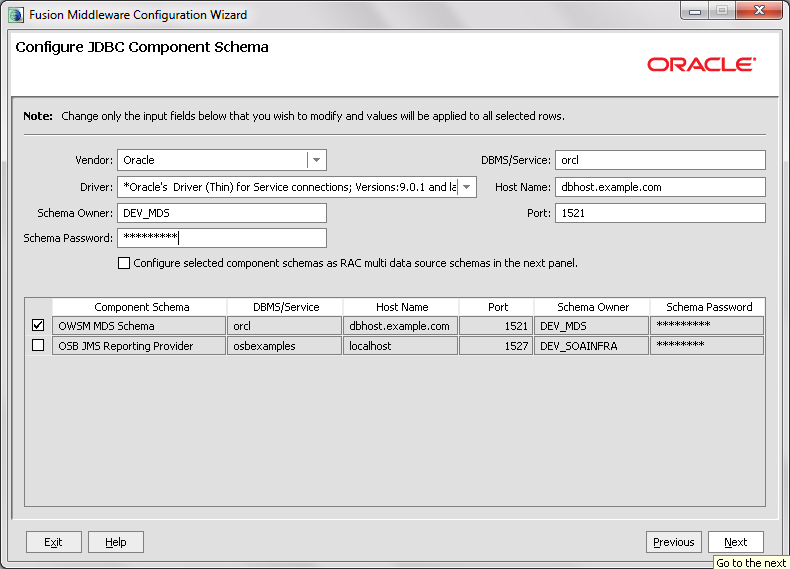 Fusion Middleware Configuration Wizard
Configure JDBC Component Schema
ORACLE
Note: Change only the input fields below that you wish to modify and values will be applied to all selected rows.
Vendor: Oracle DBMS/Service: orcl
Driver: *Oracle's Driver (Thin) for Service connections; Versions:9.0.1 and la Host Name: dbhost.example.com
Schema Owner: DEV_MDS Port: 1521
Schema Password: *********
Configure selected component schemas as RAC multi data source schemas in the next panel.
Component Schema DBMS/Service Host Name Port Schema Owner Schema Password
OWSM MDS Schema orcl dbhost.example.com 1521 DEV_MDS *********
OSB JMS Reporting Provider osbexamples localhost 1527 DEV_SOAINFRA ********
Exit Help Previous Next
Go to the next